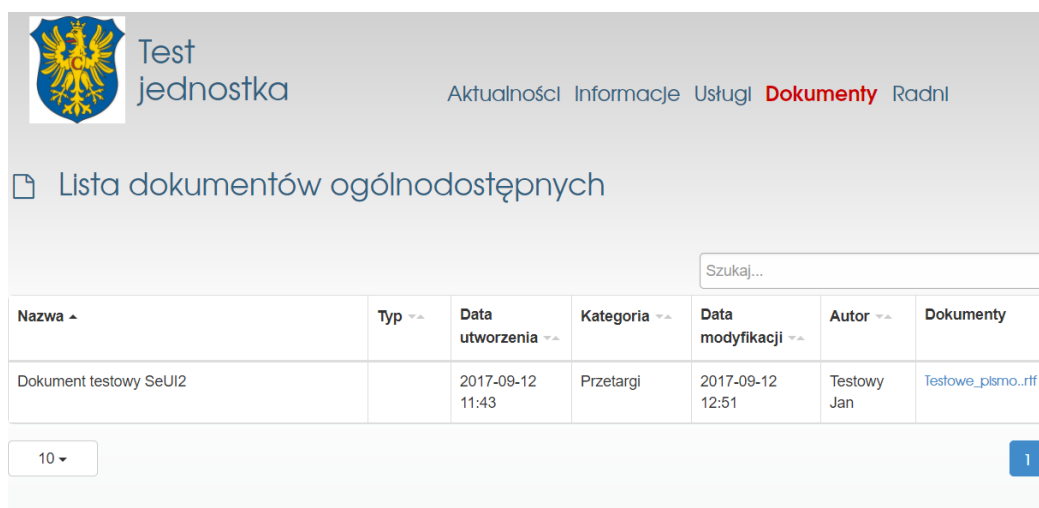 Test
jednostka
Aktualności Informacje Usługi Dokumenty Radni
Lista dokumentów ogólnodostępnych
Szukaj...
Nazwa Typ Data utworzenia Kategoria Data modyfikacji Autor Dokumenty
Dokument testowy SeUI2 2017-09-12 11:43 Przetargi 2017-09-12 12:51 Testowy Jan Testowe_pismo..rtf
10 1